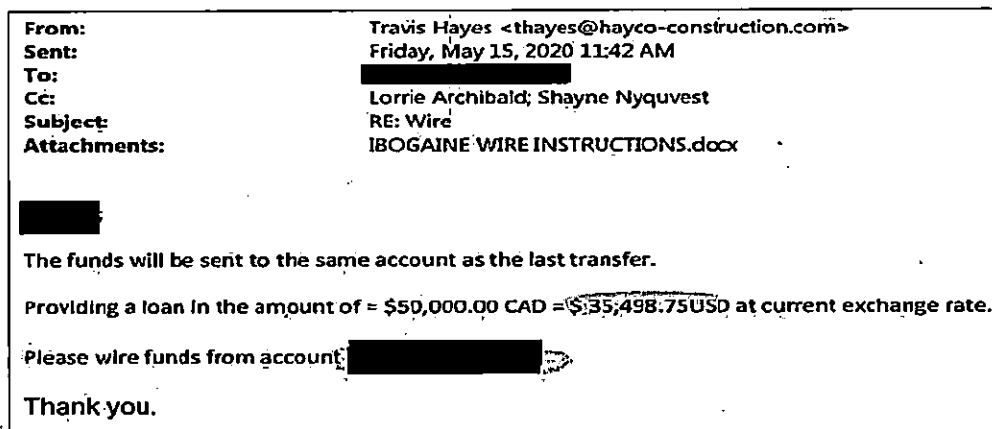 From: Travis Hayes <thayes@hayco-construction.com>
Sent: Friday, May 15, 2020 11:42 AM
To:
Cc: Lorrie Archibald; Shayne Nyquvest
Subject: RE: Wire
Attachments: IBOGAINE WIRE INSTRUCTIONS.docx
The funds will be sent to the same account as the last transfer.
Providing a loan in the amount of = $50,000.00 CAD = $ 35,498.75USD at current exchange rate.
Please wire funds from account
Thank you.